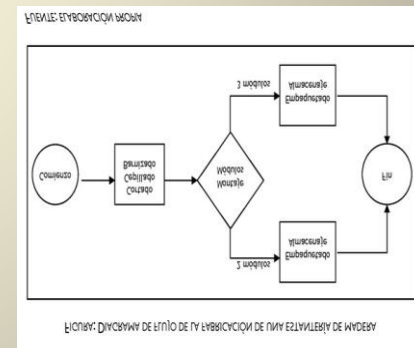 FIGURA: DIAGRAMA DE FLUJO DE LA FABRICACIÓN DE UNA ESTANTERÍA DE MADERA
2 módulos
Empaquetado
Almacenaje
Comienzo
Cortado
Cepillado
Barnizado
Montaje
Módulos
Fin
3 módulos
Empaquetado
Almacenaje
FUENTE: ELABORACIÓN PROPIA